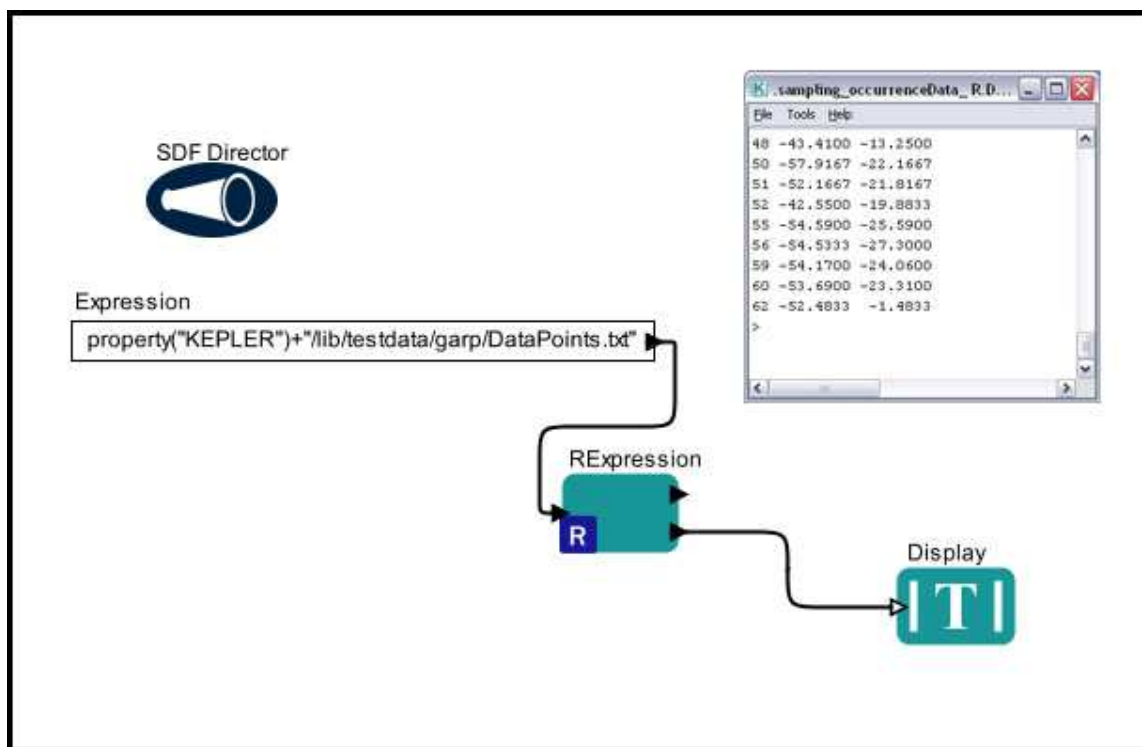 SDF Director
Expression
property("KEPLER")+"/lib/testdata/garp/DataPoints.txt"
.sampling_occurrenceData_ R.D...
File Tools Help
48 -43.4100 -13.2500
50 -57.9167 -22.1667
51 -52.1667 -21.8167
52 -42.5500 -19.8833
55 -54.5900 -25.5900
56 -54.5333 -27.3000
59 -54.1700 -24.0600
60 -53.6900 -23.3100
62 -52.4833 -1.4833
>
RExpression
R
Display
T